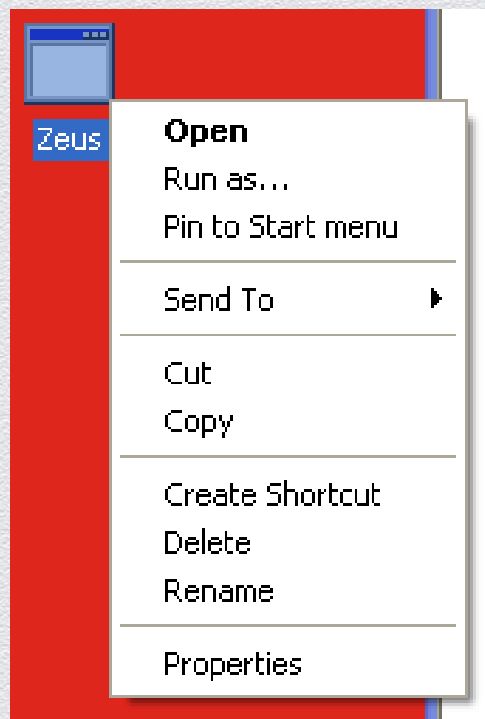 Zeus
Open
Run as...
Pin to Start menu
Send To
Cut
Copy
Create Shortcut
Delete
Rename
Properties